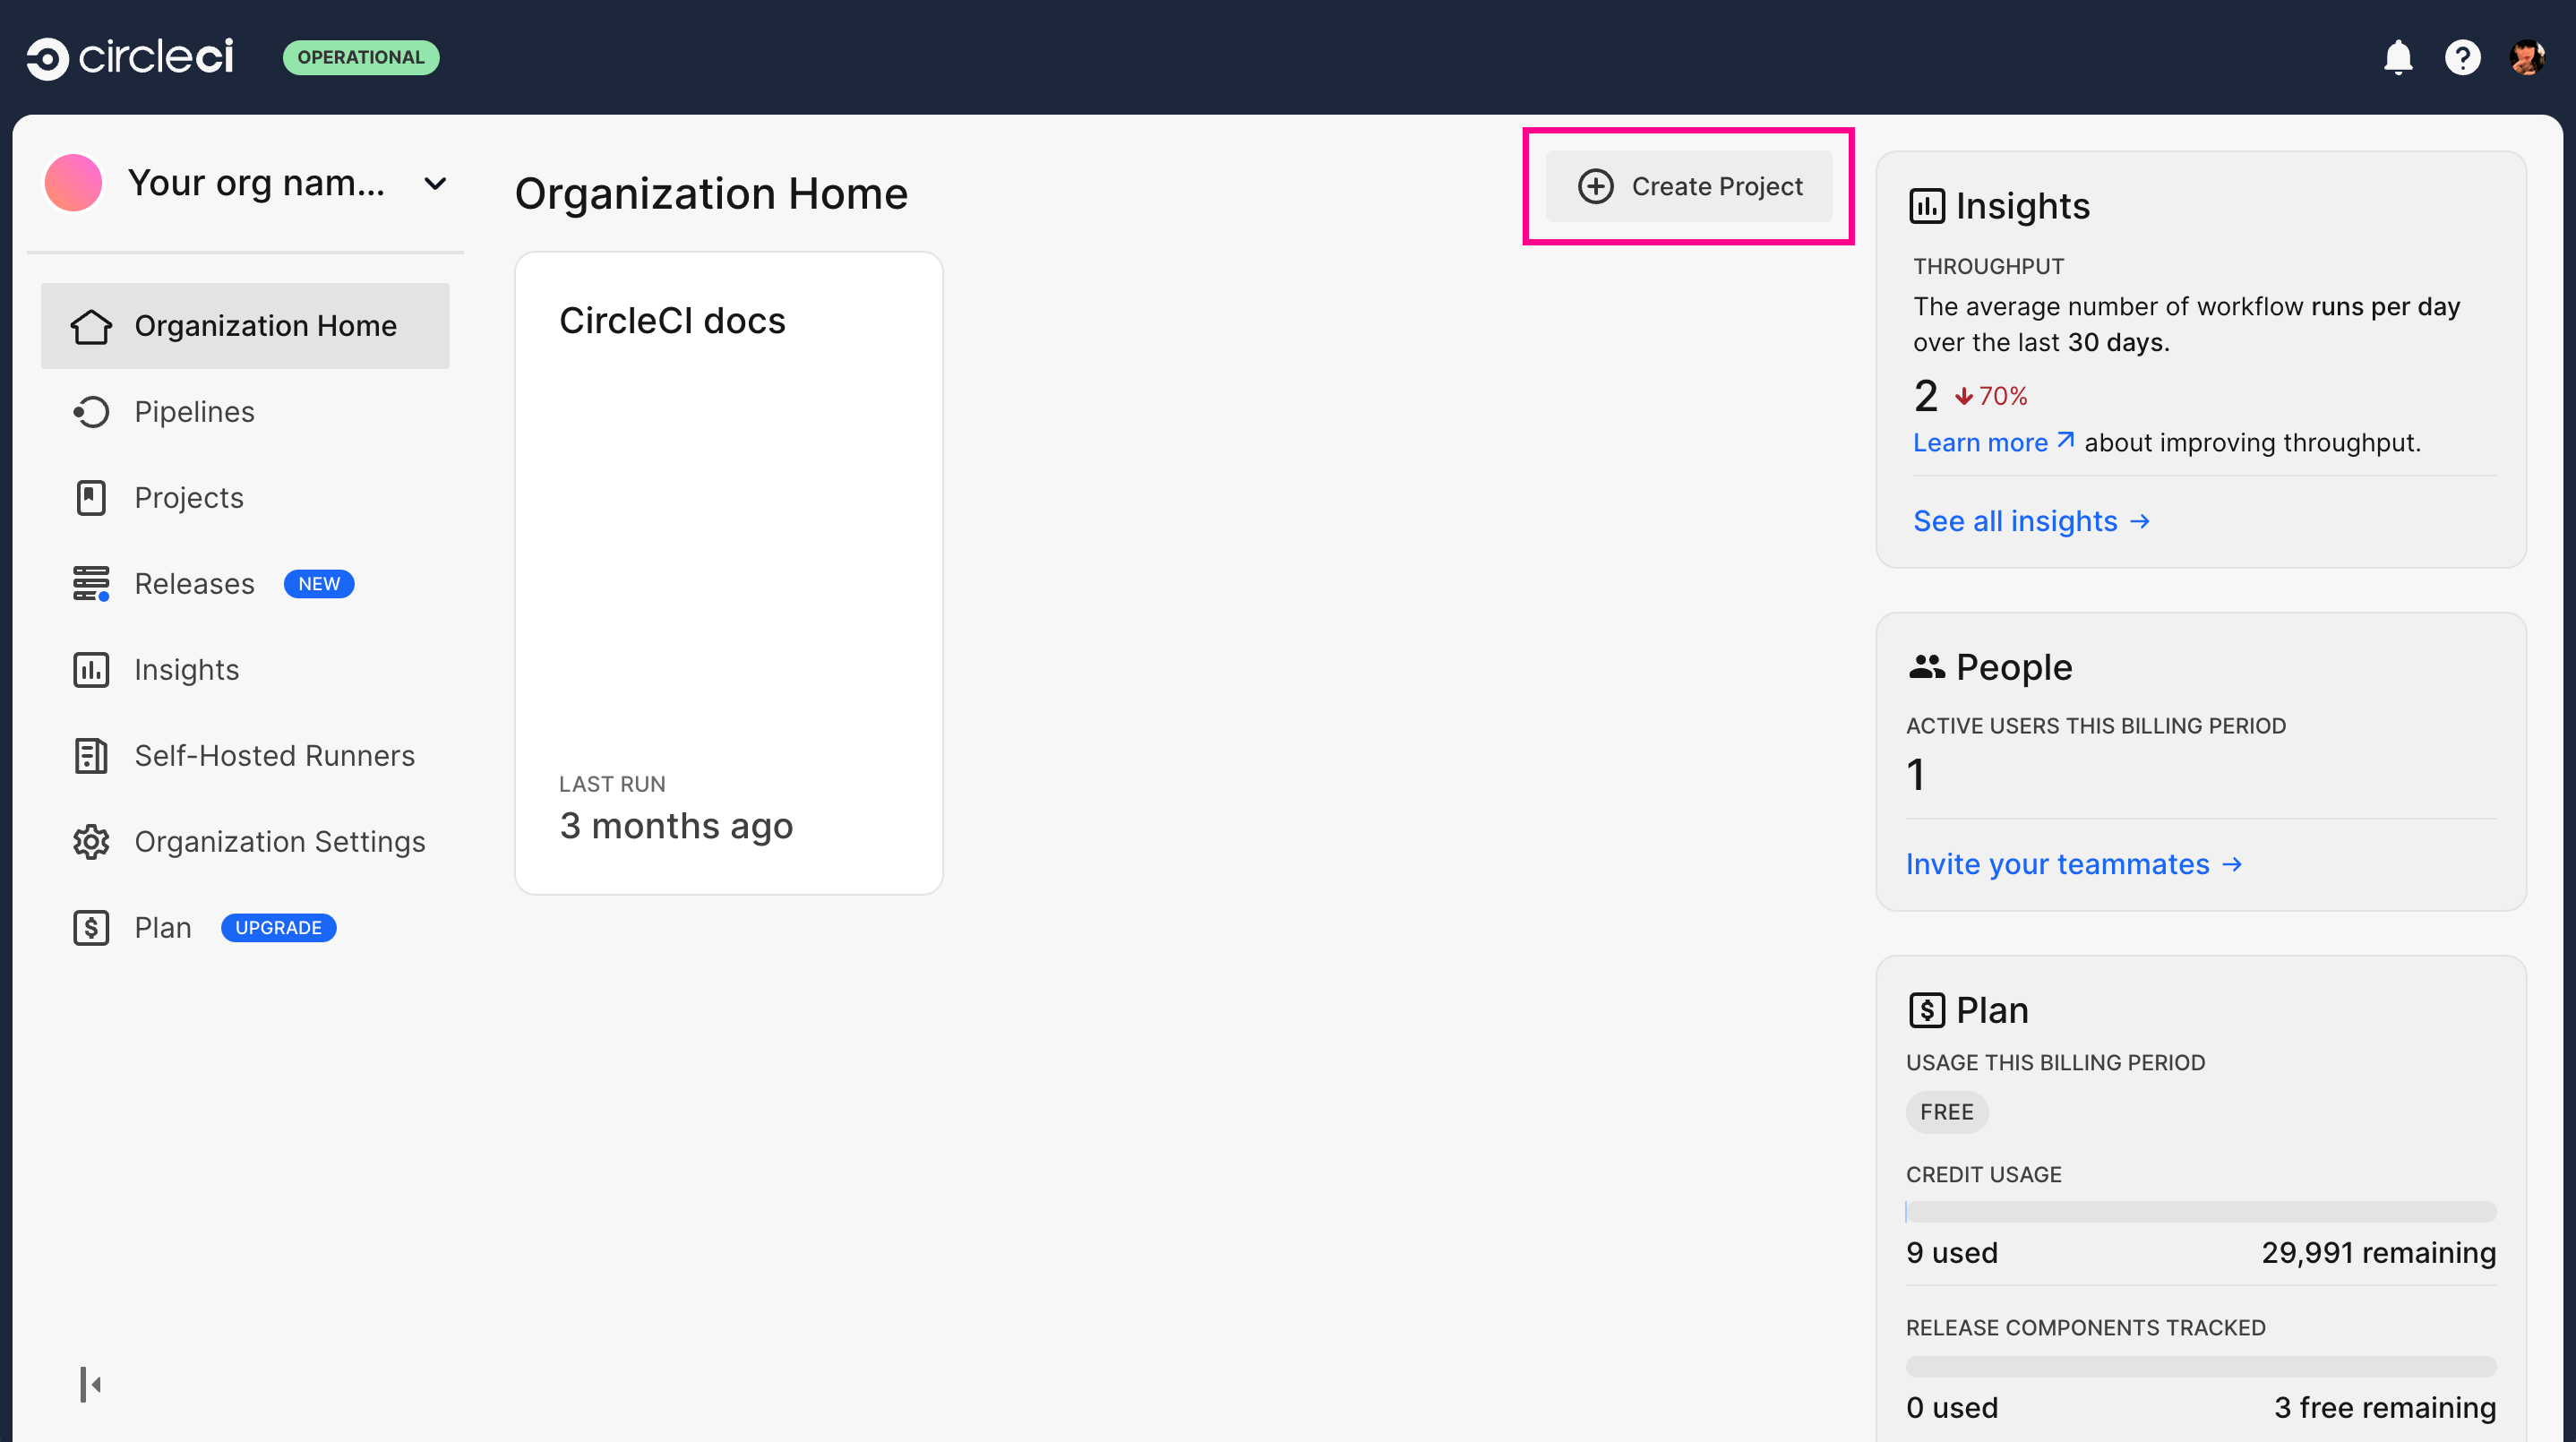 circleci
OPERATIONAL
Your org nam...
Organization Home
Pipelines
Projects
Releases NEW
Insights
Self-Hosted Runners
Organization Settings
Plan UPGRADE
Organization Home
Create Project
CircleCI docs
LAST RUN
3 months ago
Insights
THROUGHPUT
The average number of workflow runs per day
over the last 30 days.
2 70%
Learn more about improving throughput.
See all insights
People
ACTIVE USERS THIS BILLING PERIOD
1
Invite your teammates
Plan
USAGE THIS BILLING PERIOD
FREE
CREDIT USAGE
9 used 29,991 remaining
RELEASE COMPONENTS TRACKED
0 used 3 free remaining